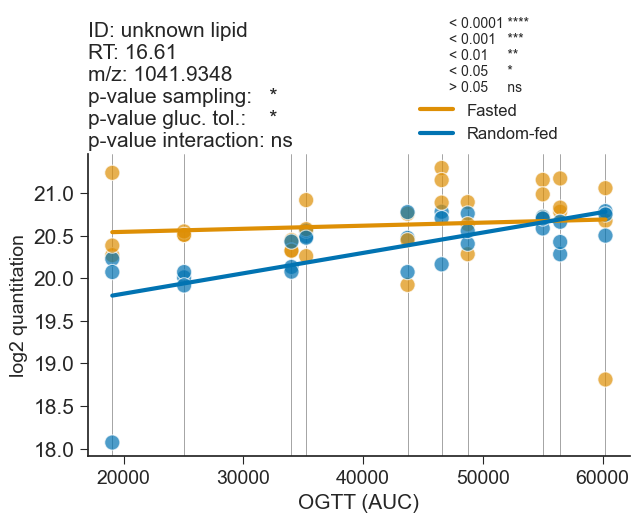 ID: unknown lipid
RT: 16.61
m/z: 1041.9348
p-value sampling: *
p-value gluc. tol.: *
p-value interaction: ns
< 0.0001 ****
< 0.001 ***
< 0.01 **
< 0.05 *
> 0.05 ns
Fasted
Random-fed
log2 quantitation
21.0
20.5
20.0
19.5
19.0
18.5
18.0
20000 30000 40000 50000 60000
OGTT (AUC)